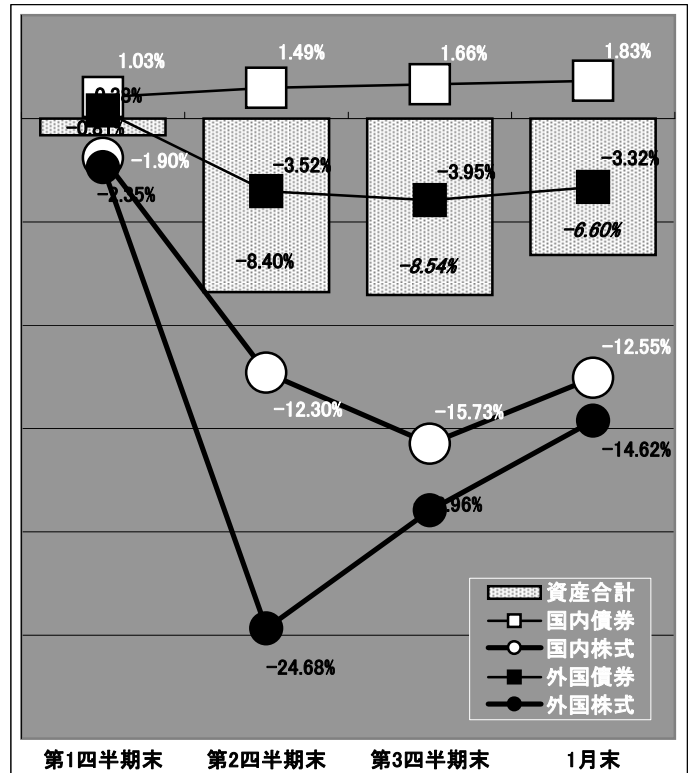 1.03%
1.49%
1.66%
1.83%
-0.81%
-1.90%
-2.35%
-3.52%
-3.95%
-3.32%
-8.40%
-8.54%
-6.60%
-12.30%
-15.73%
-12.55%
-14.62%
-24.68%
資産合計
国内債券
国内株式
外国債券
外国株式
第1四半期末
第2四半期末
第3四半期末
1月末